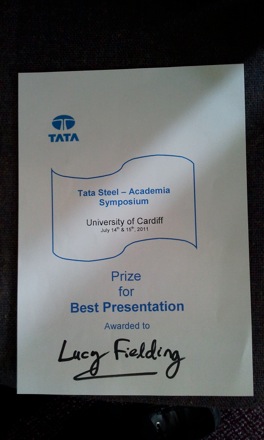 TATA
Tata Steel – Academia
Symposium
University of Cardiff
July 14th & 15th, 2011
Prize
for
Best Presentation
Awarded to
Lucy Fielding